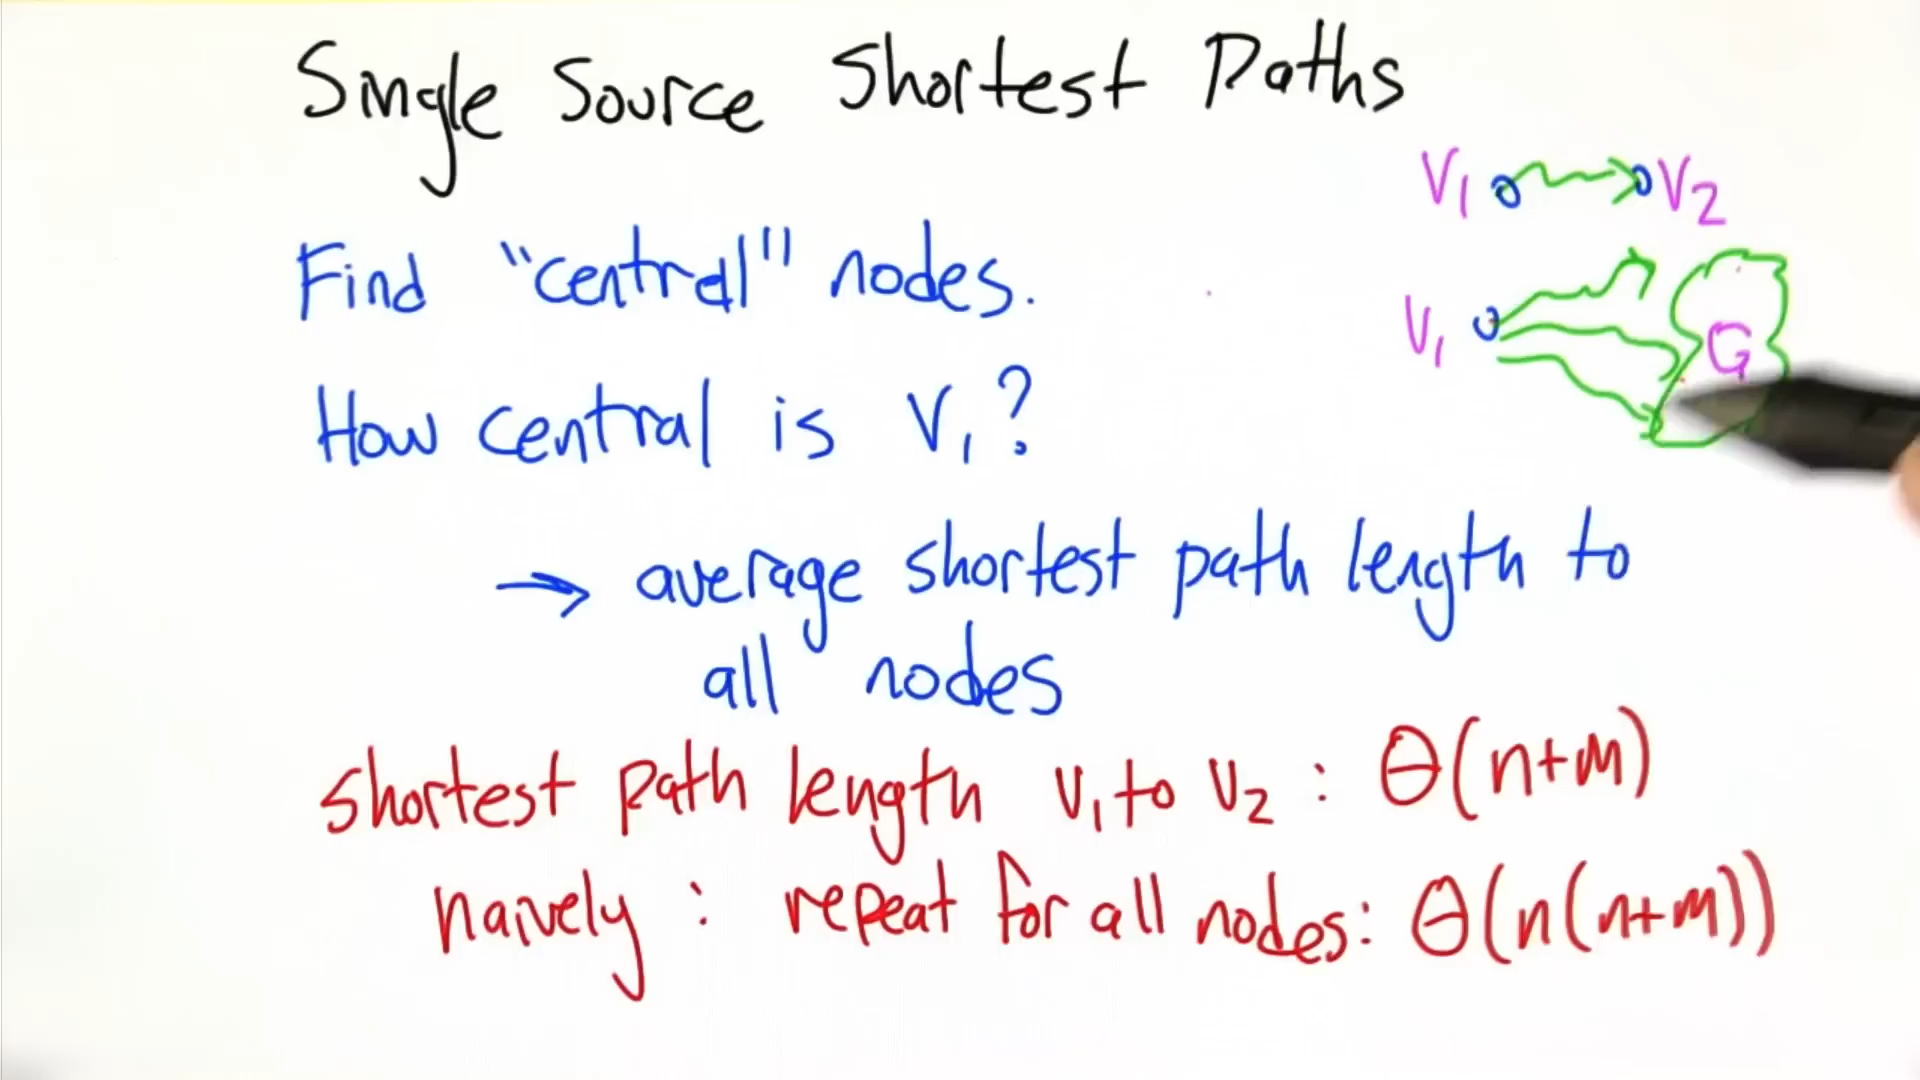 Single Source Shortest Paths
V1 V2
Find "central" nodes.
V1 G
How central is V1?
→ average shortest path length to
all nodes
shortest path length V1 to V2 : Θ(n+m)
naively : repeat for all nodes: Θ(n(n+m))